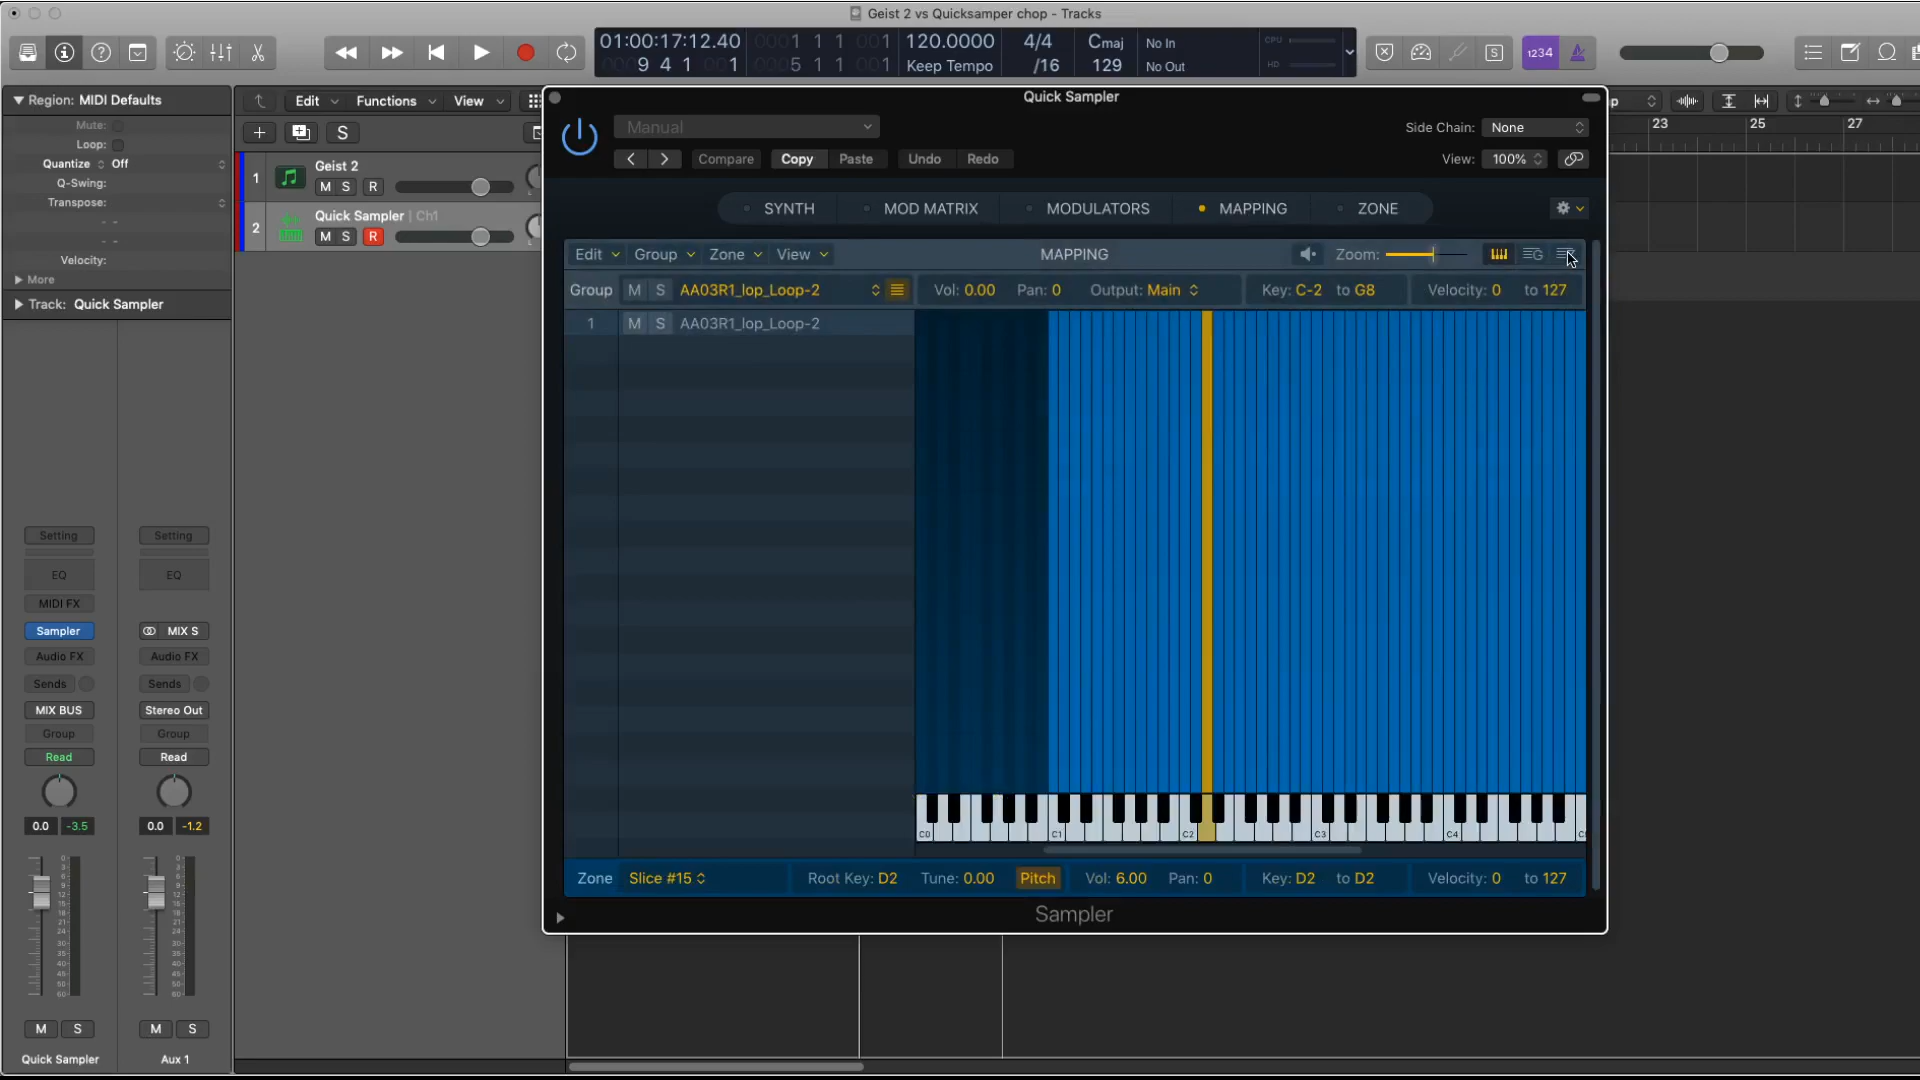 Geist 2 vs Quicksamper chop - Tracks
01:00:17:12.40
9 4 1 1
0001 1 1 001
0005 1 1 001
120.0000
Keep Tempo
4/4
/16
Cmaj
129
No In
No Out
CPU
HD
S
1234
Region: MIDI Defaults
Mute:
Loop:
Quantize Off
Q-Swing:
Transpose:
Velocity:
More
Track: Quick Sampler
Edit Functions View
S
1 Geist 2
M S R
2 Quick Sampler | Ch1
M S R
Setting Setting
EQ EQ
MIDI FX
Sampler MIX S
Audio FX Audio FX
Sends Sends
MIX BUS Stereo Out
Group Group
Read Read
0.0 -3.5 0.0 -1.2
M S M S
Quick Sampler Aux 1
Quick Sampler
Manual
Side Chain: None
Compare Copy Paste Undo Redo
View: 100%
SYNTH MOD MATRIX MODULATORS MAPPING ZONE
Edit Group Zone View MAPPING Zoom:
Group M S AA03R1_lop_Loop-2 Vol: 0.00 Pan: 0 Output: Main Key: C-2 to G8 Velocity: 0 to 127
1 M S AA03R1_lop_Loop-2
C0 C1 C2 C3 C4
Zone Slice #15 Root Key: D2 Tune: 0.00 Pitch Vol: 6.00 Pan: 0 Key: D2 to D2 Velocity: 0 to 127
Sampler
23 25 27